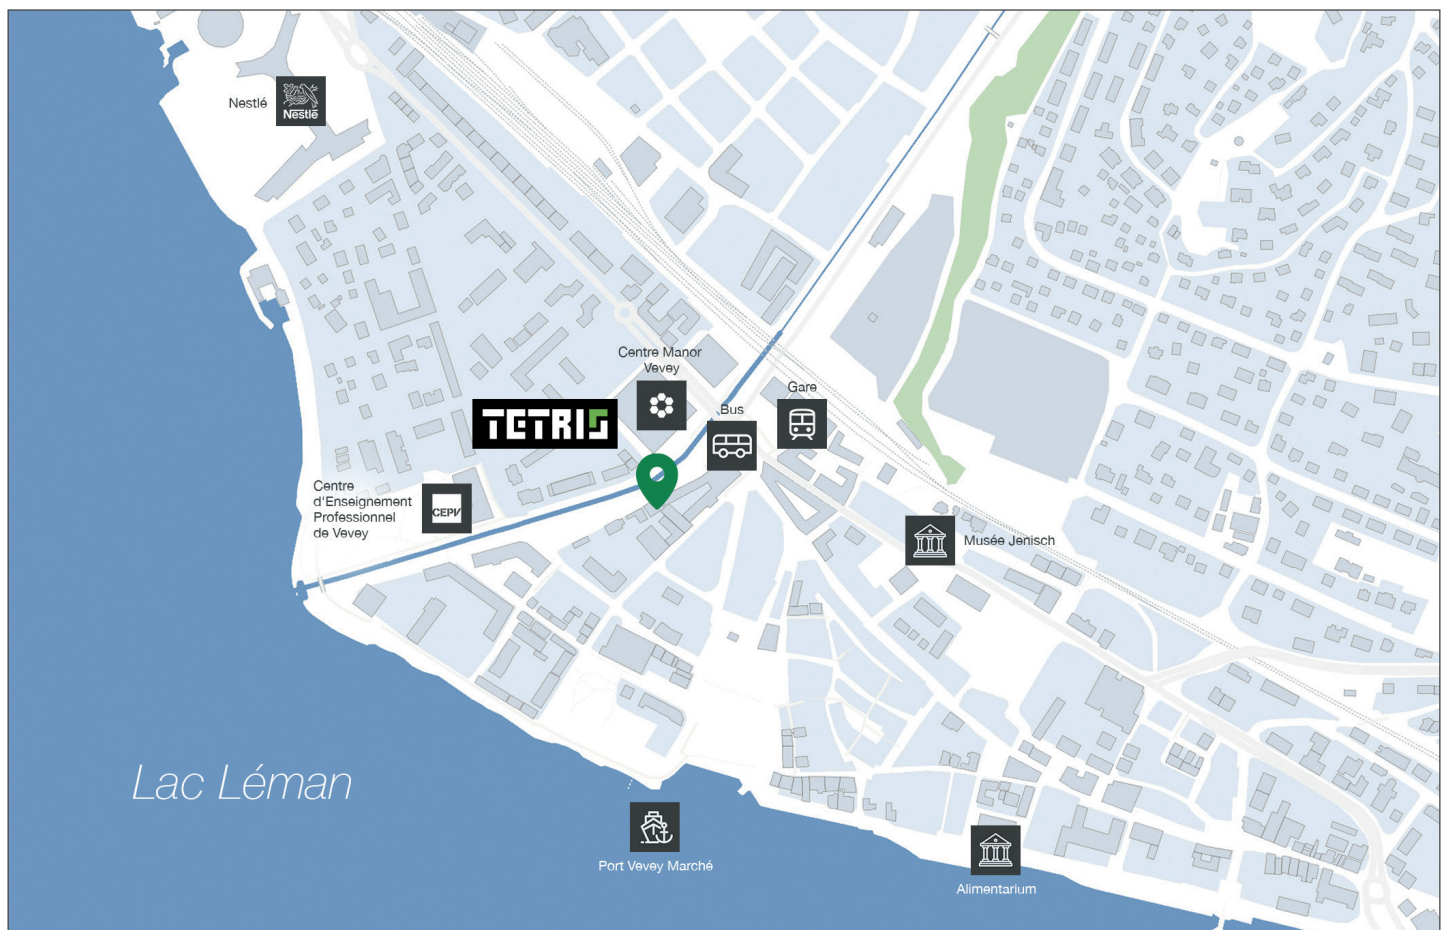 Nestlé
Nestlé
Centre Manor
Vevey
Gare
Bus
TETRIS
Centre
d'Enseignement
Professionnel
de Vevey
CEPV
Musée Jenisch
Lac Léman
Port Vevey Marché
Alimentarium